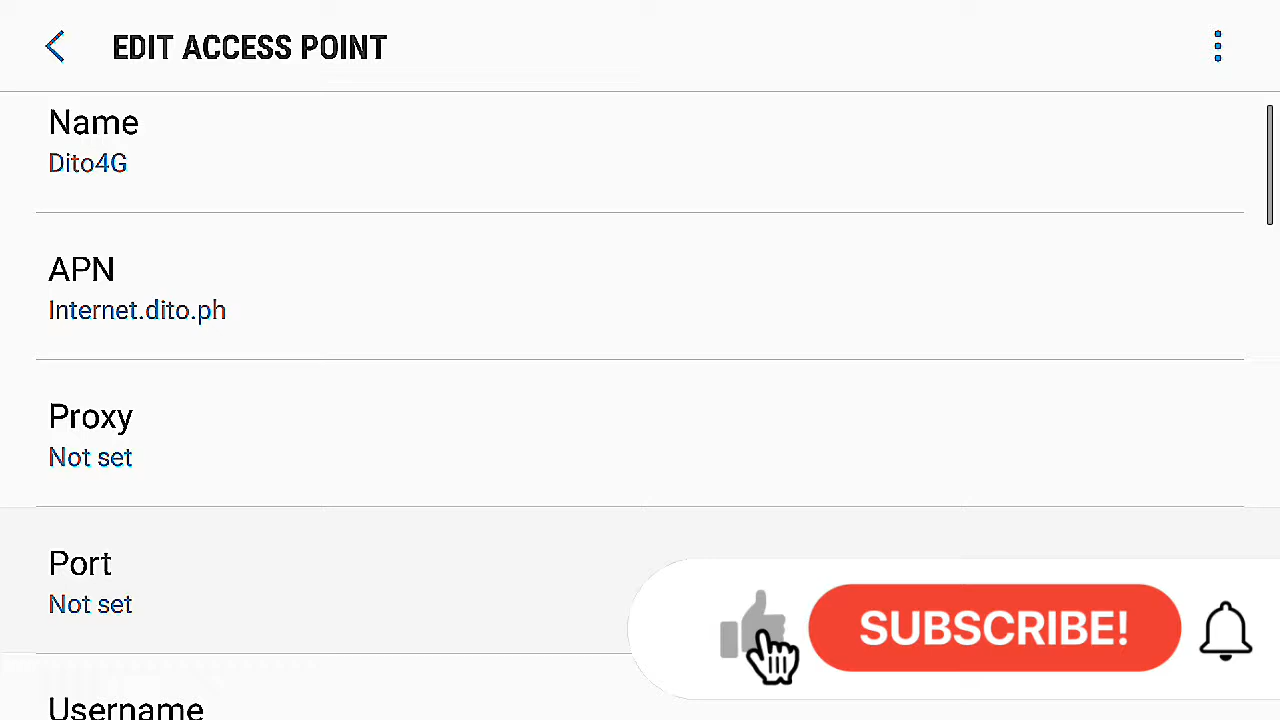 EDIT ACCESS POINT
Name
Dito4G
APN
Internet.dito.ph
Proxy
Not set
Port
Not set
SUBSCRIBE!
Username